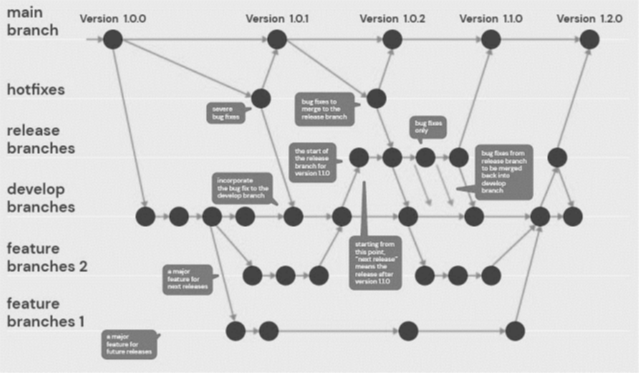 main
branch
Version 1.0.0
Version 1.0.1
Version 1.0.2
Version 1.1.0
Version 1.2.0
hotfixes
severe
bug fixes
bug fixes to
merge to the
release branch
bug fixes
only
release
branches
the start of
the release
branch for
version 1.1.0
bug fixes from
release branch
to be merged
back into
develop
branch
incorporate
the bug fix to the
develop branch
develop
branches
starting from
this point,
"next release"
means the
release after
version 1.1.0
feature
branches 2
a major
feature for
next releases
feature
branches 1
a major
feature for
future releases